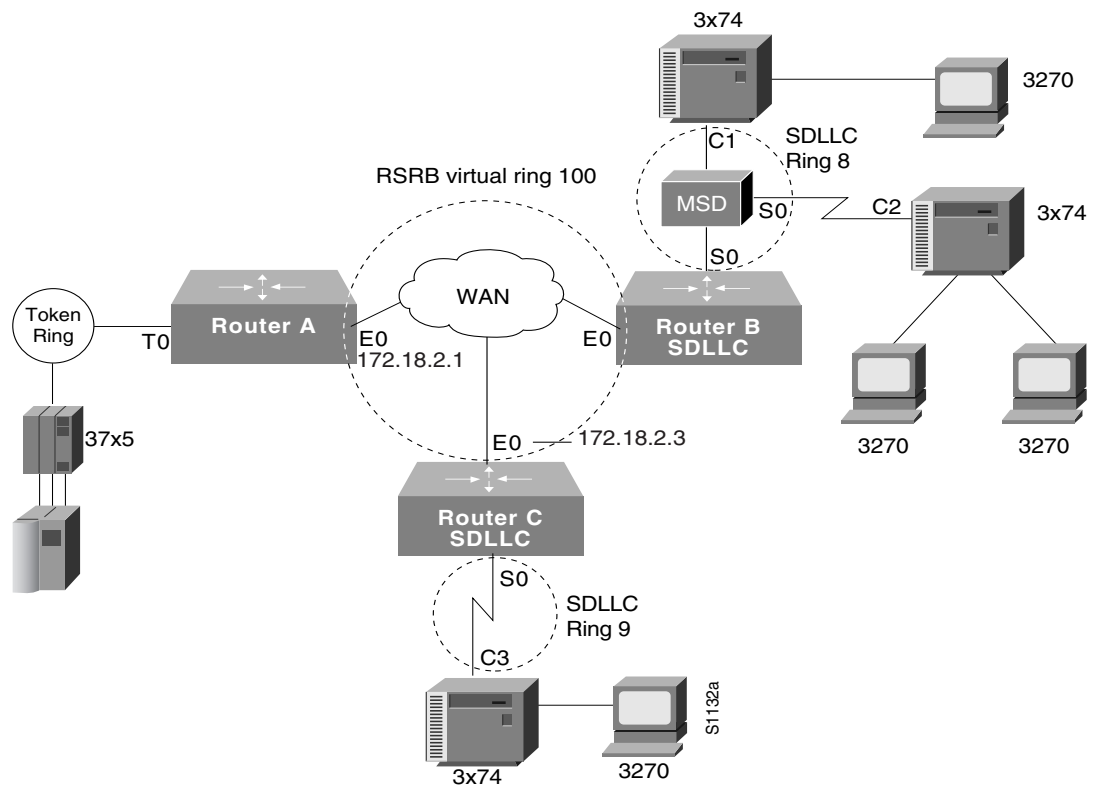 3x74
3270
C1
SDLLC
Ring 8
RSRB virtual ring 100
MSD
S0
C2
3x74
S0
WAN
Token
Ring
T0
Router A
E0
172.18.2.1
E0
Router B
SDLLC
37x5
3270
3270
E0
172.18.2.3
Router C
SDLLC
S0
SDLLC
Ring 9
C3
S1132a
3x74
3270